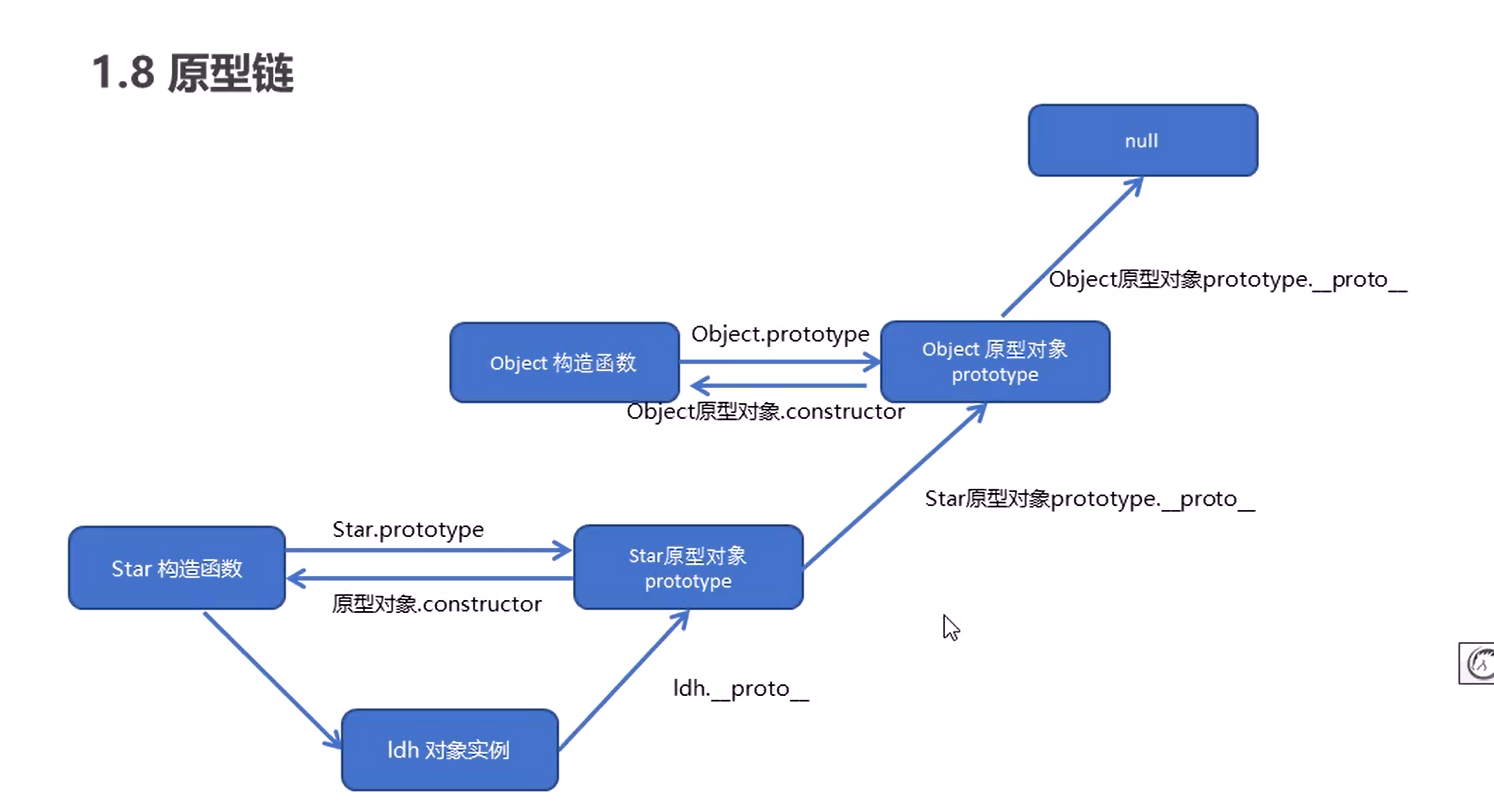 1.8 原型链
null
Object原型对象prototype.__proto__
Object.prototype
Object 构造函数
Object 原型对象
prototype
Object原型对象.constructor
Star原型对象prototype.__proto__
Star.prototype
Star 构造函数
Star原型对象
prototype
原型对象.constructor
ldh.__proto__
ldh 对象实例